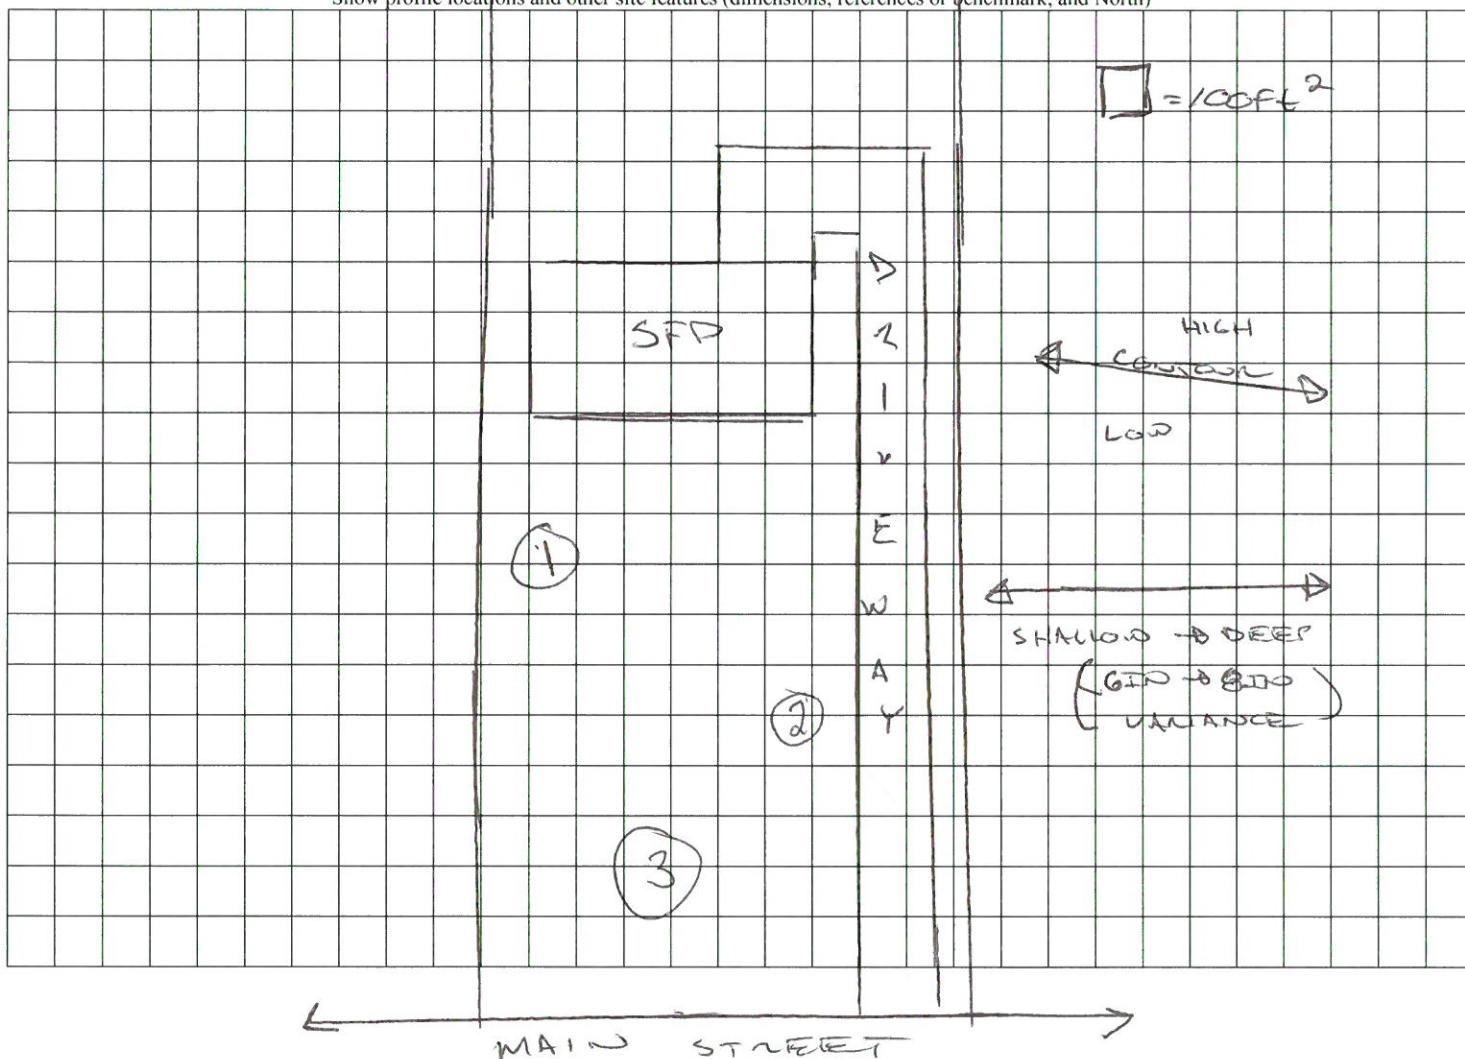 Show profile locations and other site features (dimensions, references or benchmark, and North)
= 100Ft²
SFD
DRIVEWAY
HIGH
CONTOUR
LOW
1
SHALLOW → DEEP
(6IN → 8IN
VARIANCE)
2
3
MAIN STREET